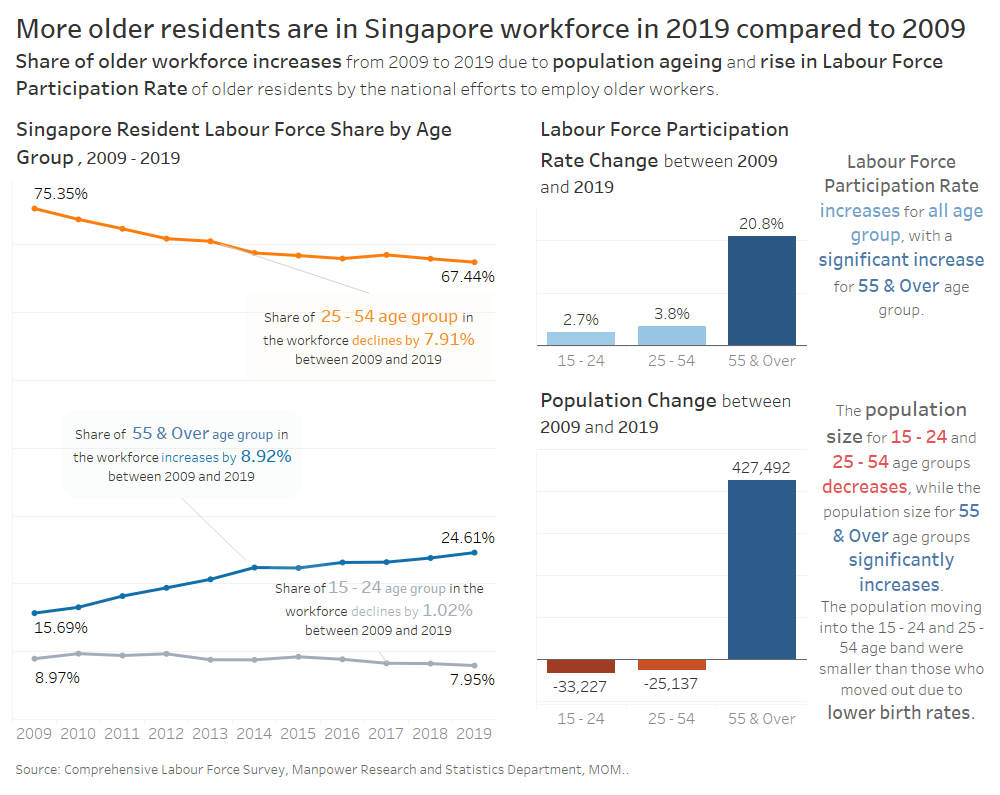 More older residents are in Singapore workforce in 2019 compared to 2009
Share of older workforce increases from 2009 to 2019 due to population ageing and rise in Labour Force
Participation Rate of older residents by the national efforts to employ older workers.
Singapore Resident Labour Force Share by Age
Group , 2009 - 2019
75.35%
67.44%
Share of 25 - 54 age group in
the workforce declines by 7.91%
between 2009 and 2019
Share of 55 & Over age group in
the workforce increases by 8.92%
between 2009 and 2019
24.61%
15.69%
Share of 15 - 24 age group in the
workforce declines by 1.02%
between 2009 and 2019
8.97%
7.95%
2009 2010 2011 2012 2013 2014 2015 2016 2017 2018 2019
Labour Force Participation
Rate Change between 2009
and 2019
20.8%
3.8%
2.7%
15 - 24 25 - 54 55 & Over
Labour Force
Participation Rate
increases for all age
group, with a
significant increase
for 55 & Over age
group.
Population Change between
2009 and 2019
427,492
-33,227
-25,137
15 - 24 25 - 54 55 & Over
The population
size for 15 - 24 and
25 - 54 age groups
decreases, while the
population size for 55
& Over age groups
significantly
increases.
The population moving
into the 15 - 24 and 25 -
54 age band were
smaller than those who
moved out due to
lower birth rates.
Source: Comprehensive Labour Force Survey, Manpower Research and Statistics Department, MOM..